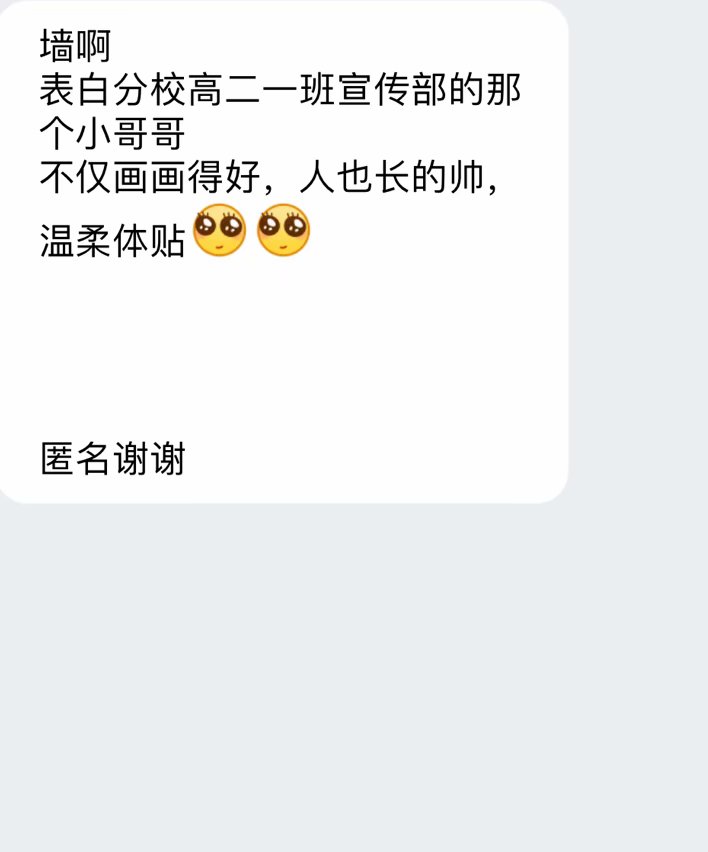 墙啊
表白分校高二一班宣传部的那
个小哥哥
不仅画画得好，人也长的帅，
温柔体贴🥺🥺
匿名谢谢